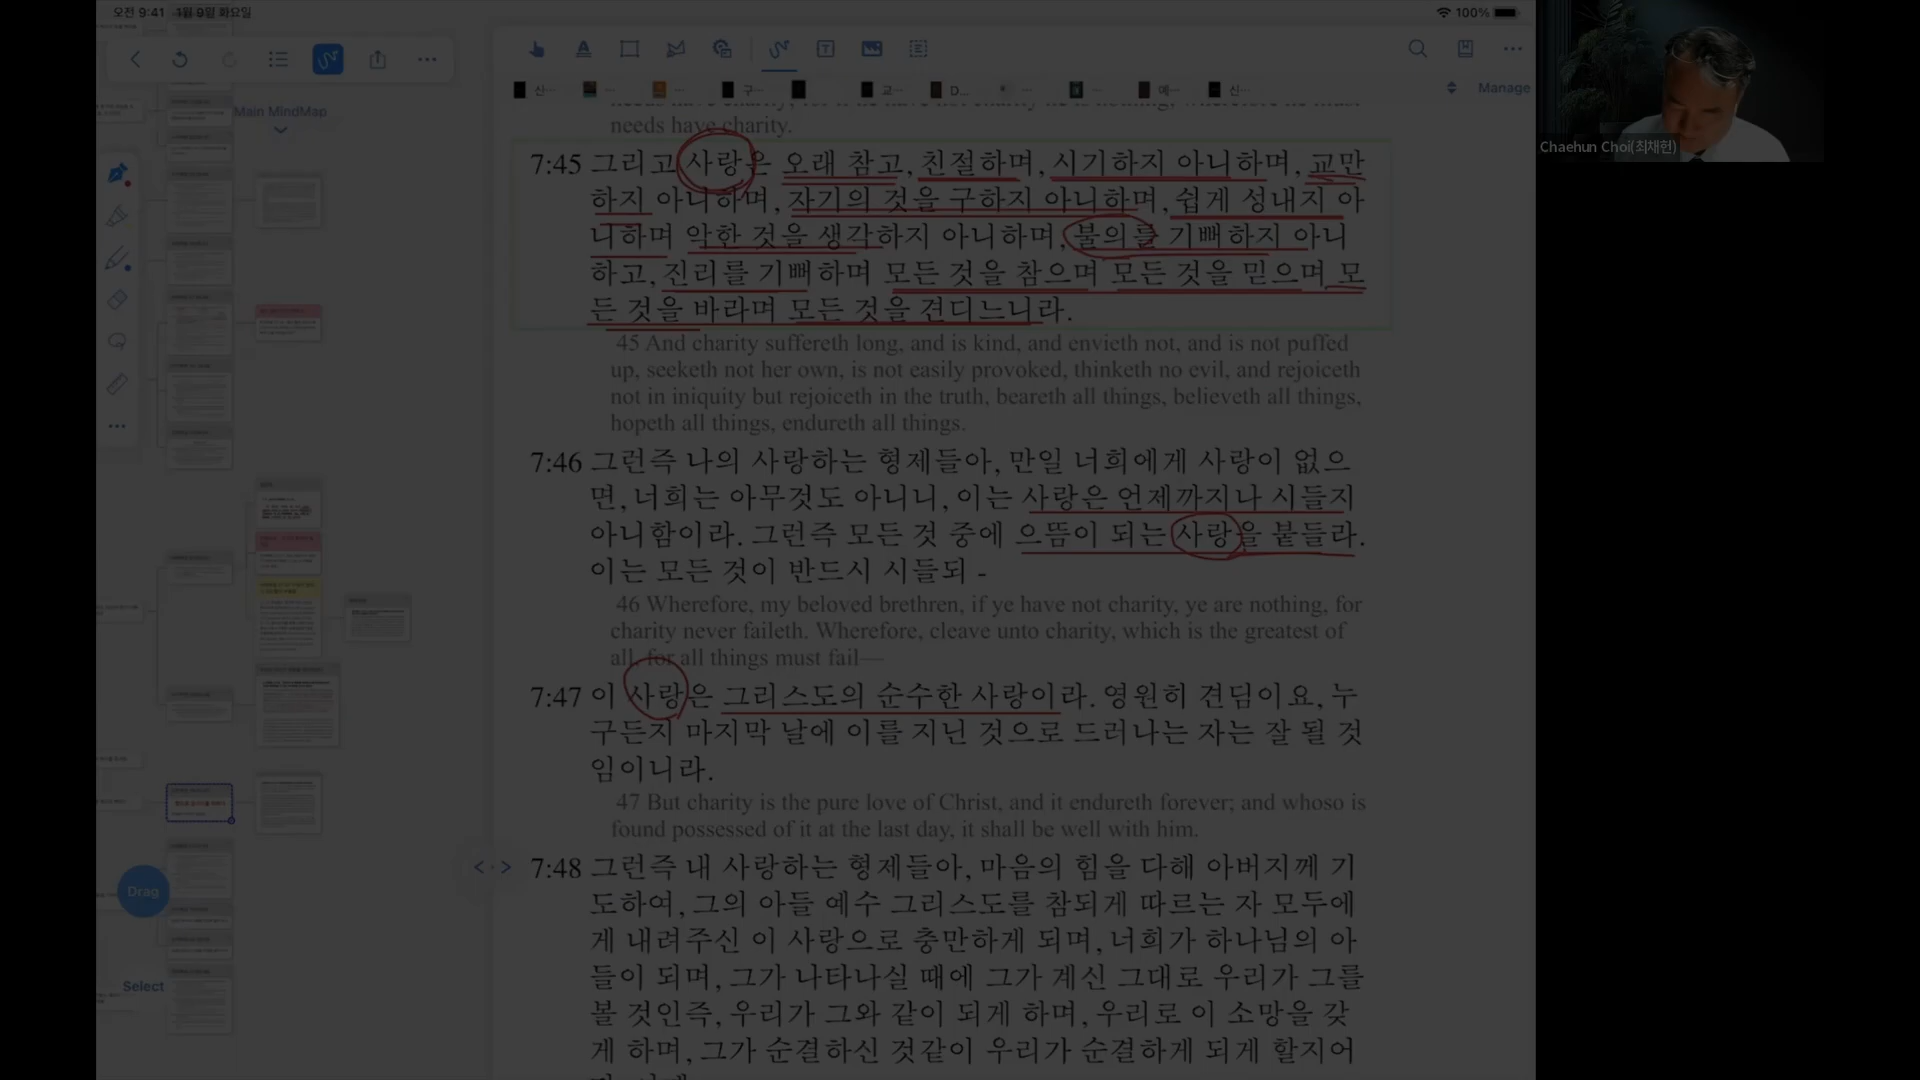 오전 9:41 1월 9일 화요일
100%
Main MindMap
구...
교...
D...
예...
신...
Manage
needs have charity.
7:45 그리고 사랑은 오래 참고, 친절하며, 시기하지 아니하며, 교만
하지 아니하며, 자기의 것을 구하지 아니하며, 쉽게 성내지 아
니하며 악한 것을 생각하지 아니하며, 불의를 기뻐하지 아니
하고, 진리를 기뻐하며 모든 것을 참으며 모든 것을 믿으며 모
든 것을 바라며 모든 것을 견디느니라.
45 And charity suffereth long, and is kind, and envieth not, and is not puffed
up, seeketh not her own, is not easily provoked, thinketh no evil, and rejoiceth
not in iniquity but rejoiceth in the truth, beareth all things, believeth all things,
hopeth all things, endureth all things.
7:46 그런즉 나의 사랑하는 형제들아, 만일 너희에게 사랑이 없으
면, 너희는 아무것도 아니니, 이는 사랑은 언제까지나 시들지
아니함이라. 그런즉 모든 것 중에 으뜸이 되는 사랑을 붙들라.
이는 모든 것이 반드시 시들되 -
46 Wherefore, my beloved brethren, if ye have not charity, ye are nothing, for
charity never faileth. Wherefore, cleave unto charity, which is the greatest of
all, for all things must fail—
7:47 이 사랑은 그리스도의 순수한 사랑이라. 영원히 견딤이요, 누
구든지 마지막 날에 이를 지닌 것으로 드러나는 자는 잘 될 것
임이니라.
47 But charity is the pure love of Christ, and it endureth forever; and whoso is
found possessed of it at the last day, it shall be well with him.
7:48 그런즉 내 사랑하는 형제들아, 마음의 힘을 다해 아버지께 기
도하여, 그의 아들 예수 그리스도를 참되게 따르는 자 모두에
게 내려주신 이 사랑으로 충만하게 되며, 너희가 하나님의 아
들이 되며, 그가 나타나실 때에 그가 계신 그대로 우리가 그를
볼 것인즉, 우리가 그와 같이 되게 하며, 우리로 이 소망을 갖
게 하며, 그가 순결하신 것같이 우리가 순결하게 되게 할지어
Drag
Select
Chaehun Choi(최채헌)